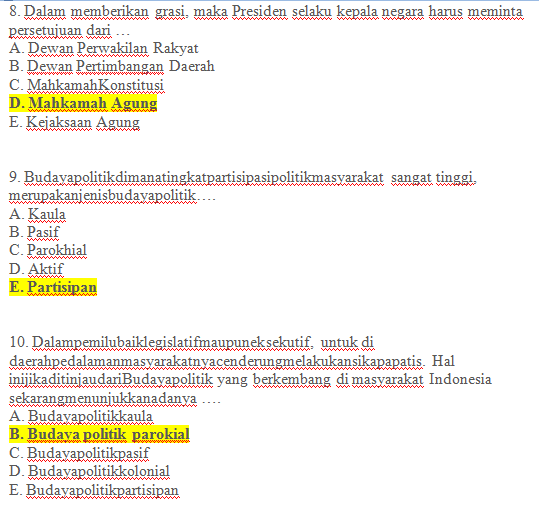 8. Dalam memberikan grasi, maka Presiden selaku kepala negara harus meminta
persetujuan dari …
A. Dewan Perwakilan Rakyat
B. Dewan Pertimbangan Daerah
C. MahkamahKonstitusi
D. Mahkamah Agung
E. Kejaksaan Agung
9. Budayapolitikdimanatingkatpartisipasipolitikmasyarakat sangat tinggi,
merupakanjenisbudayapolitik….
A. Kaula
B. Pasif
C. Parokhial
D. Aktif
E. Partisipan
10. Dalampemilubaiklegislatifmaupuneksekutif, untuk di
daerahpedalamanmasyarakatnyacenderungmelakukansikapapatis. Hal
inijikaditinjaudariBudayapolitik yang berkembang di masyarakat Indonesia
sekarangmenunjukkanadanya ….
A. Budayapolitikkaula
B. Budaya politik parokial
C. Budayapolitikpasif
D. Budayapolitikkolonial
E. Budayapolitikpartisipan